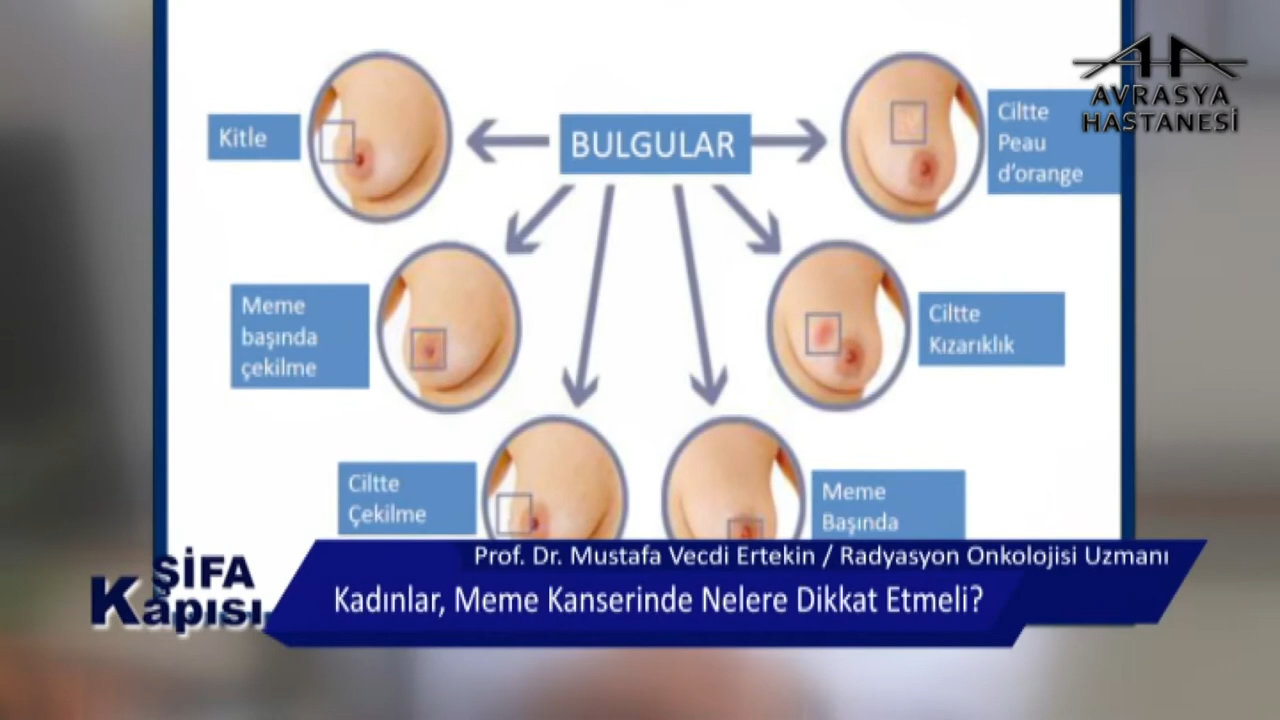 AVRASYA
HASTANESİ
BULGULAR
Kitle
Ciltte
Peau
d'orange
Meme
başında
çekilme
Ciltte
Kızarıklık
Ciltte
Çekilme
Meme
Başında
Prof. Dr. Mustafa Vecdi Ertekin / Radyasyon Onkolojisi Uzmanı
ŞİFA
Kapısı
Kadınlar, Meme Kanserinde Nelere Dikkat Etmeli?